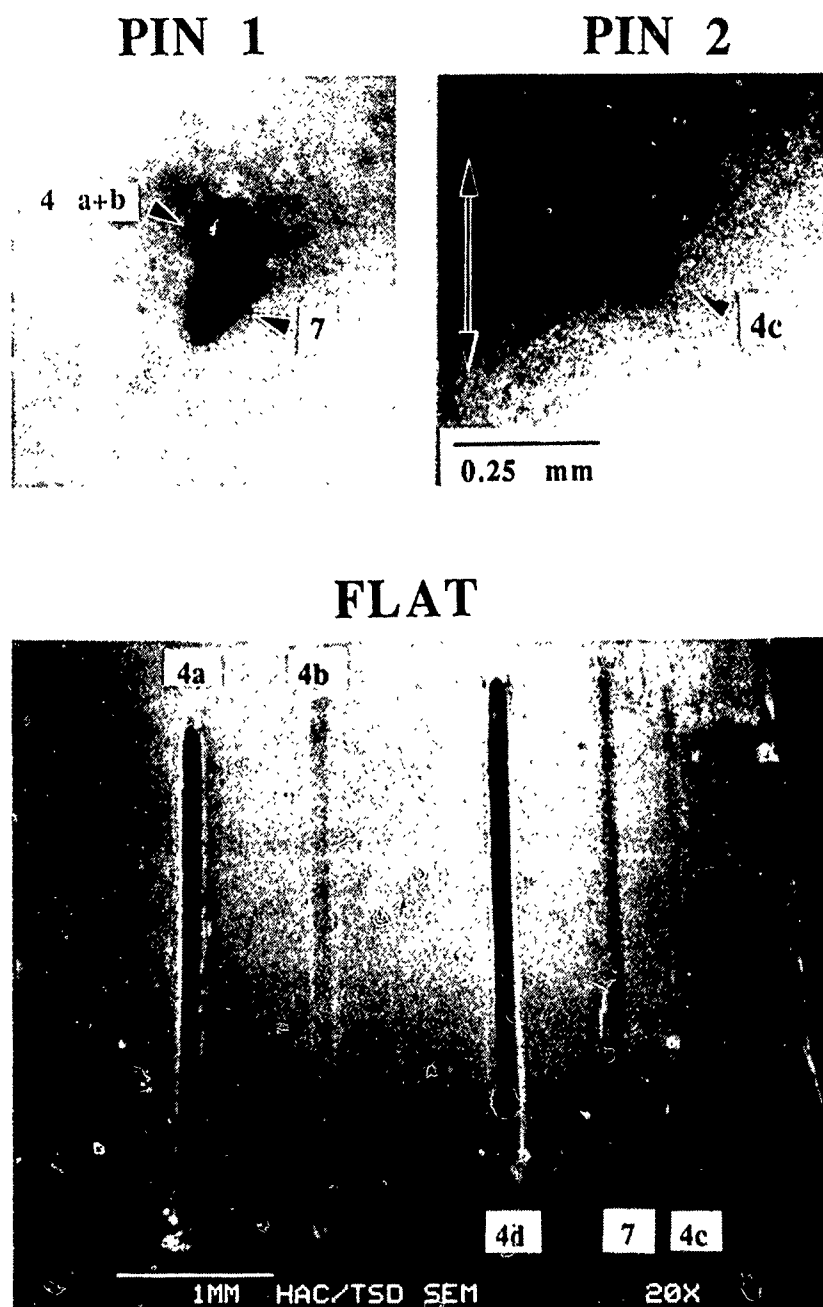 PIN 1
PIN 2
4 a+b
7
4c
0.25 mm
FLAT
4a
4b
4d
7
4c
1MM HAC/TSD SEM 20X